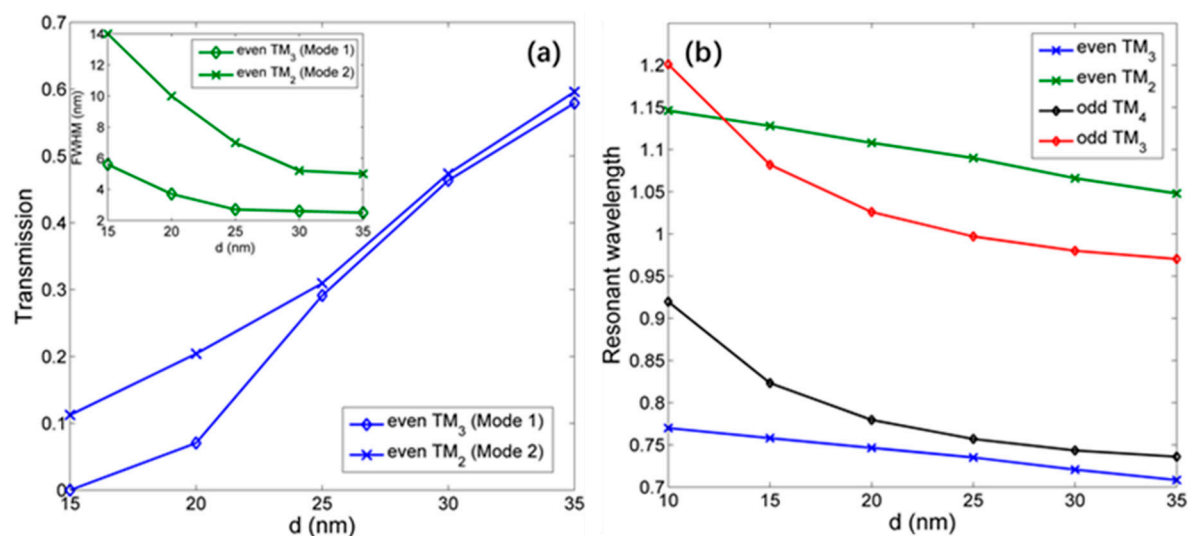 (a)
0.7
0.6
0.5
0.4
0.3
0.2
0.1
0
Transmission
15 20 25 30 35
d (nm)
even TM3 (Mode 1)
even TM2 (Mode 2)
14
12
10
8
6
4
2
FWHM (nm)
15 20 25 30 35
d (nm)
even TM3 (Mode 1)
even TM2 (Mode 2)
(b)
1.2
1.15
1.1
1.05
1
0.95
0.9
0.85
0.8
0.75
0.7
Resonant wavelength
10 15 20 25 30 35
d (nm)
even TM3
even TM2
odd TM4
odd TM3